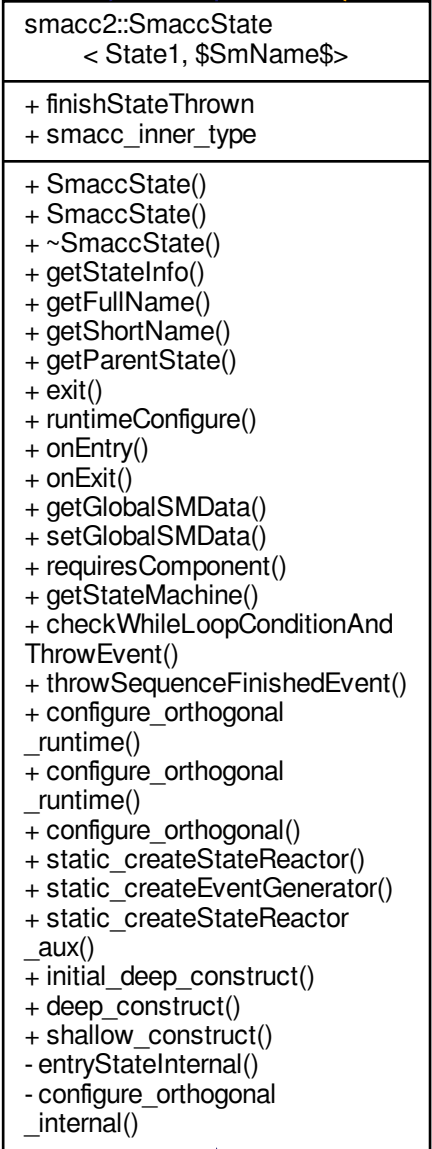 smacc2::SmaccState
< State1, $SmName$>
+ finishStateThrown
+ smacc_inner_type
+ SmaccState()
+ SmaccState()
+ ~SmaccState()
+ getStateInfo()
+ getFullName()
+ getShortName()
+ getParentState()
+ exit()
+ runtimeConfigure()
+ onEntry()
+ onExit()
+ getGlobalSMData()
+ setGlobalSMData()
+ requiresComponent()
+ getStateMachine()
+ checkWhileLoopConditionAnd
ThrowEvent()
+ throwSequenceFinishedEvent()
+ configure_orthogonal
_runtime()
+ configure_orthogonal
_runtime()
+ configure_orthogonal()
+ static_createStateReactor()
+ static_createEventGenerator()
+ static_createStateReactor
_aux()
+ initial_deep_construct()
+ deep_construct()
+ shallow_construct()
- entryStateInternal()
- configure_orthogonal
_internal()